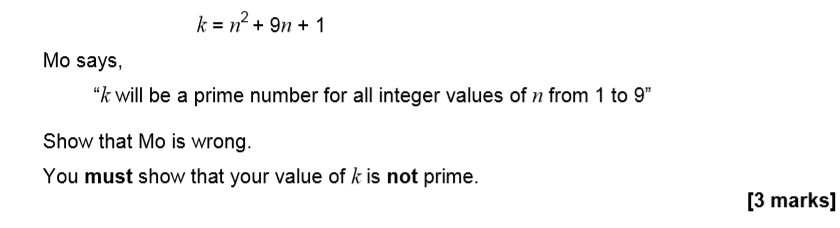 k = n² + 9n + 1
Mo says,
“k will be a prime number for all integer values of n from 1 to 9”
Show that Mo is wrong.
You must show that your value of k is not prime.
[3 marks]